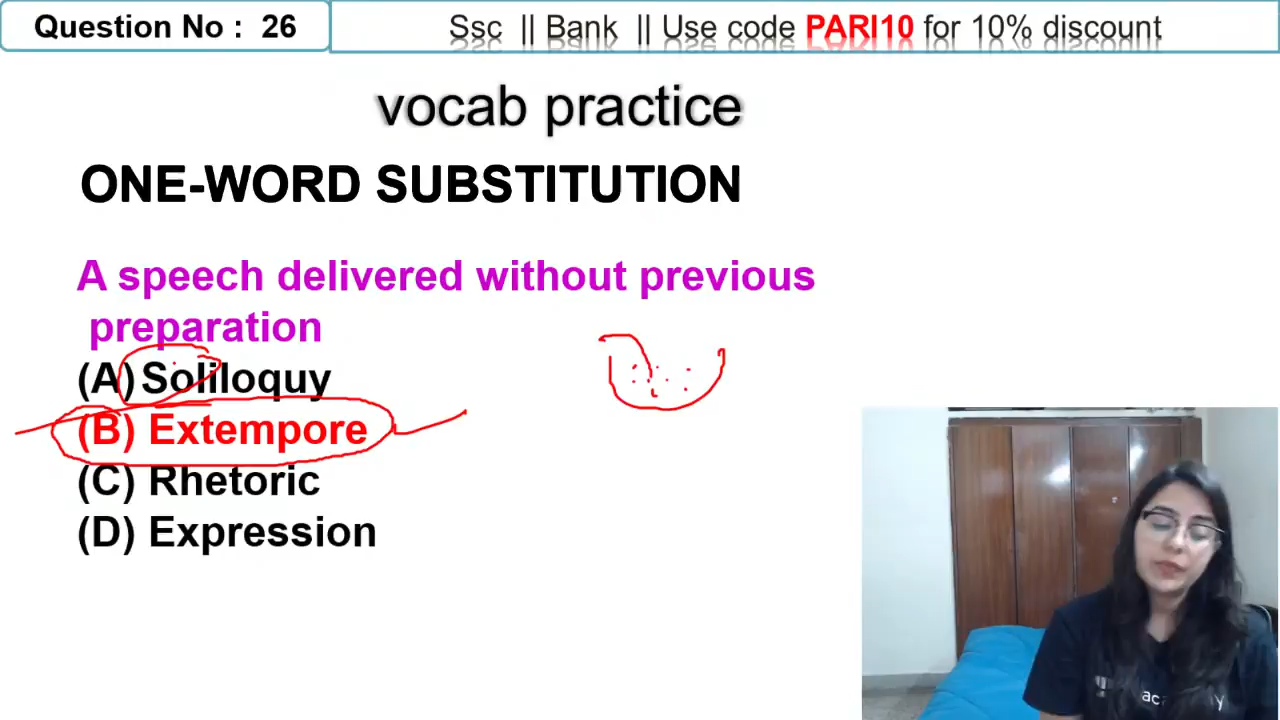 Question No : 26
Ssc || Bank || Use code PARI10 for 10% discount
vocab practice
ONE-WORD SUBSTITUTION
A speech delivered without previous
preparation
(A) Soliloquy
(B) Extempore
(C) Rhetoric
(D) Expression